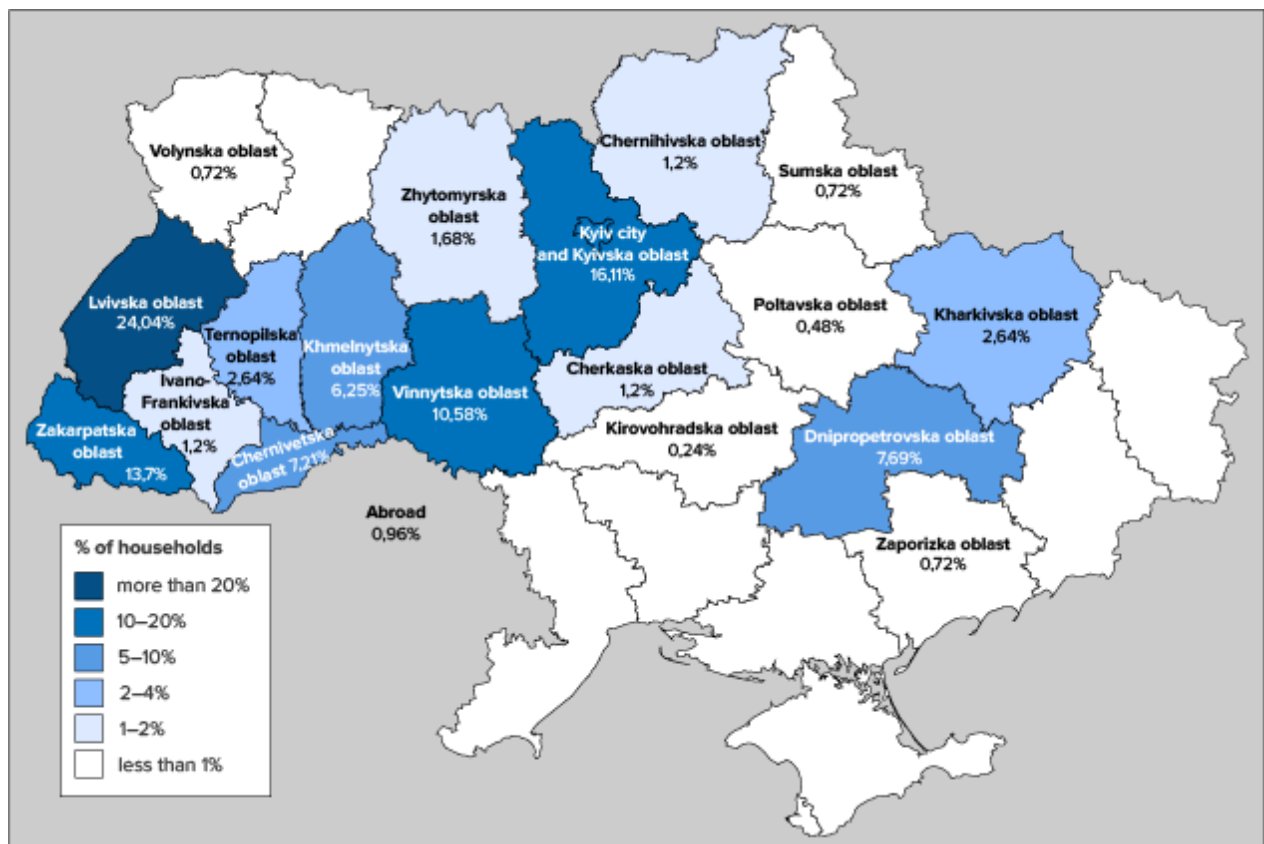 Volynska oblast
0,72%
Zhytomyrska
oblast
1,68%
Chernihivska oblast
1,2%
Sumska oblast
0,72%
Kyiv city
and Kyivska oblast
16,11%
Lvivska oblast
24,04%
Ternopilska
oblast
2,64%
Khmelnytska
oblast
6,25%
Vinnytska oblast
10,58%
Cherkaska oblast
1,2%
Poltavska oblast
0,48%
Kharkivska oblast
2,64%
Ivano-
Frankivska
oblast
1,2%
Zakarpatska
oblast
13,7%
Chernivetska
oblast 7,21%
Kirovohradska oblast
0,24%
Dnipropetrovska oblast
7,69%
Zaporizka oblast
0,72%
Abroad
0,96%
% of households
more than 20%
10–20%
5–10%
2–4%
1–2%
less than 1%